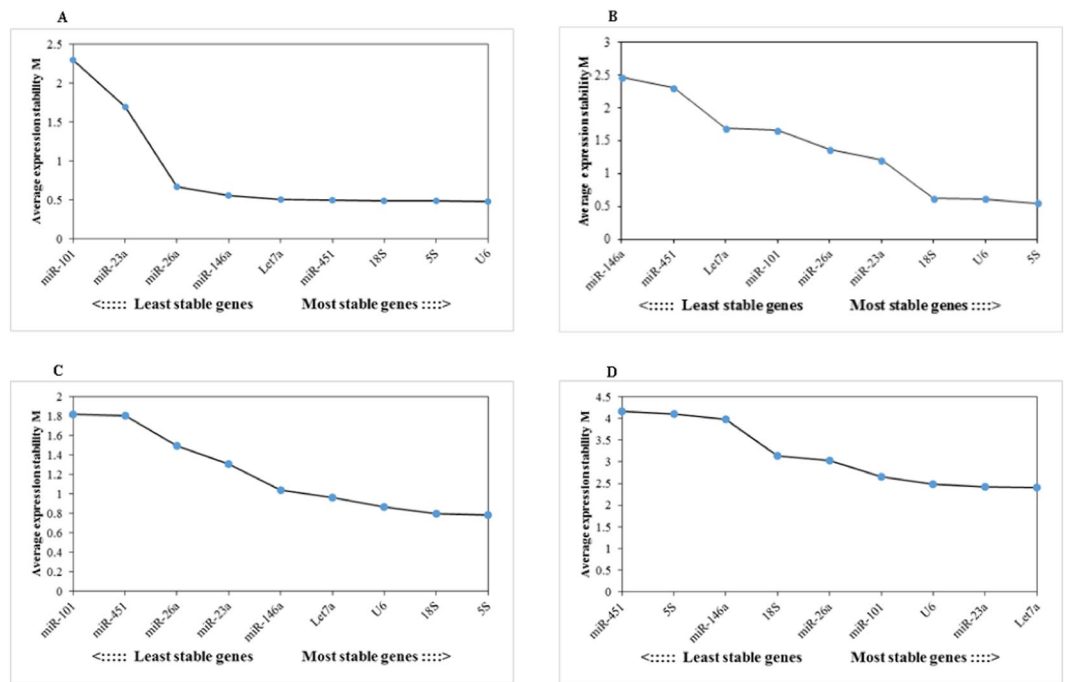 A
Average expression stability M
2.5
2
1.5
1
0.5
0
miR-101
miR-23a
miR-26a
miR-146a
Let7a
miR-451
18S
5S
U6
<::::: Least stable genes Most stable genes ::::>
B
Average expression stability M
3
2.5
2
1.5
1
0.5
0
miR-146a
miR-451
Let7a
miR-101
miR-26a
miR-23a
18S
U6
5S
<::::: Least stable genes Most stable genes ::::>
C
Average expression stability M
2
1.8
1.6
1.4
1.2
1
0.8
0.6
0.4
0.2
0
miR-101
miR-451
miR-26a
miR-23a
miR-146a
Let7a
U6
18S
5S
<::::: Least stable genes Most stable genes ::::>
D
Average expression stability M
4.5
4
3.5
3
2.5
2
1.5
1
0.5
0
miR-451
5S
miR-146a
18S
miR-26a
miR-101
U6
miR-23a
Let7a
<::::: Least stable genes Most stable genes ::::>